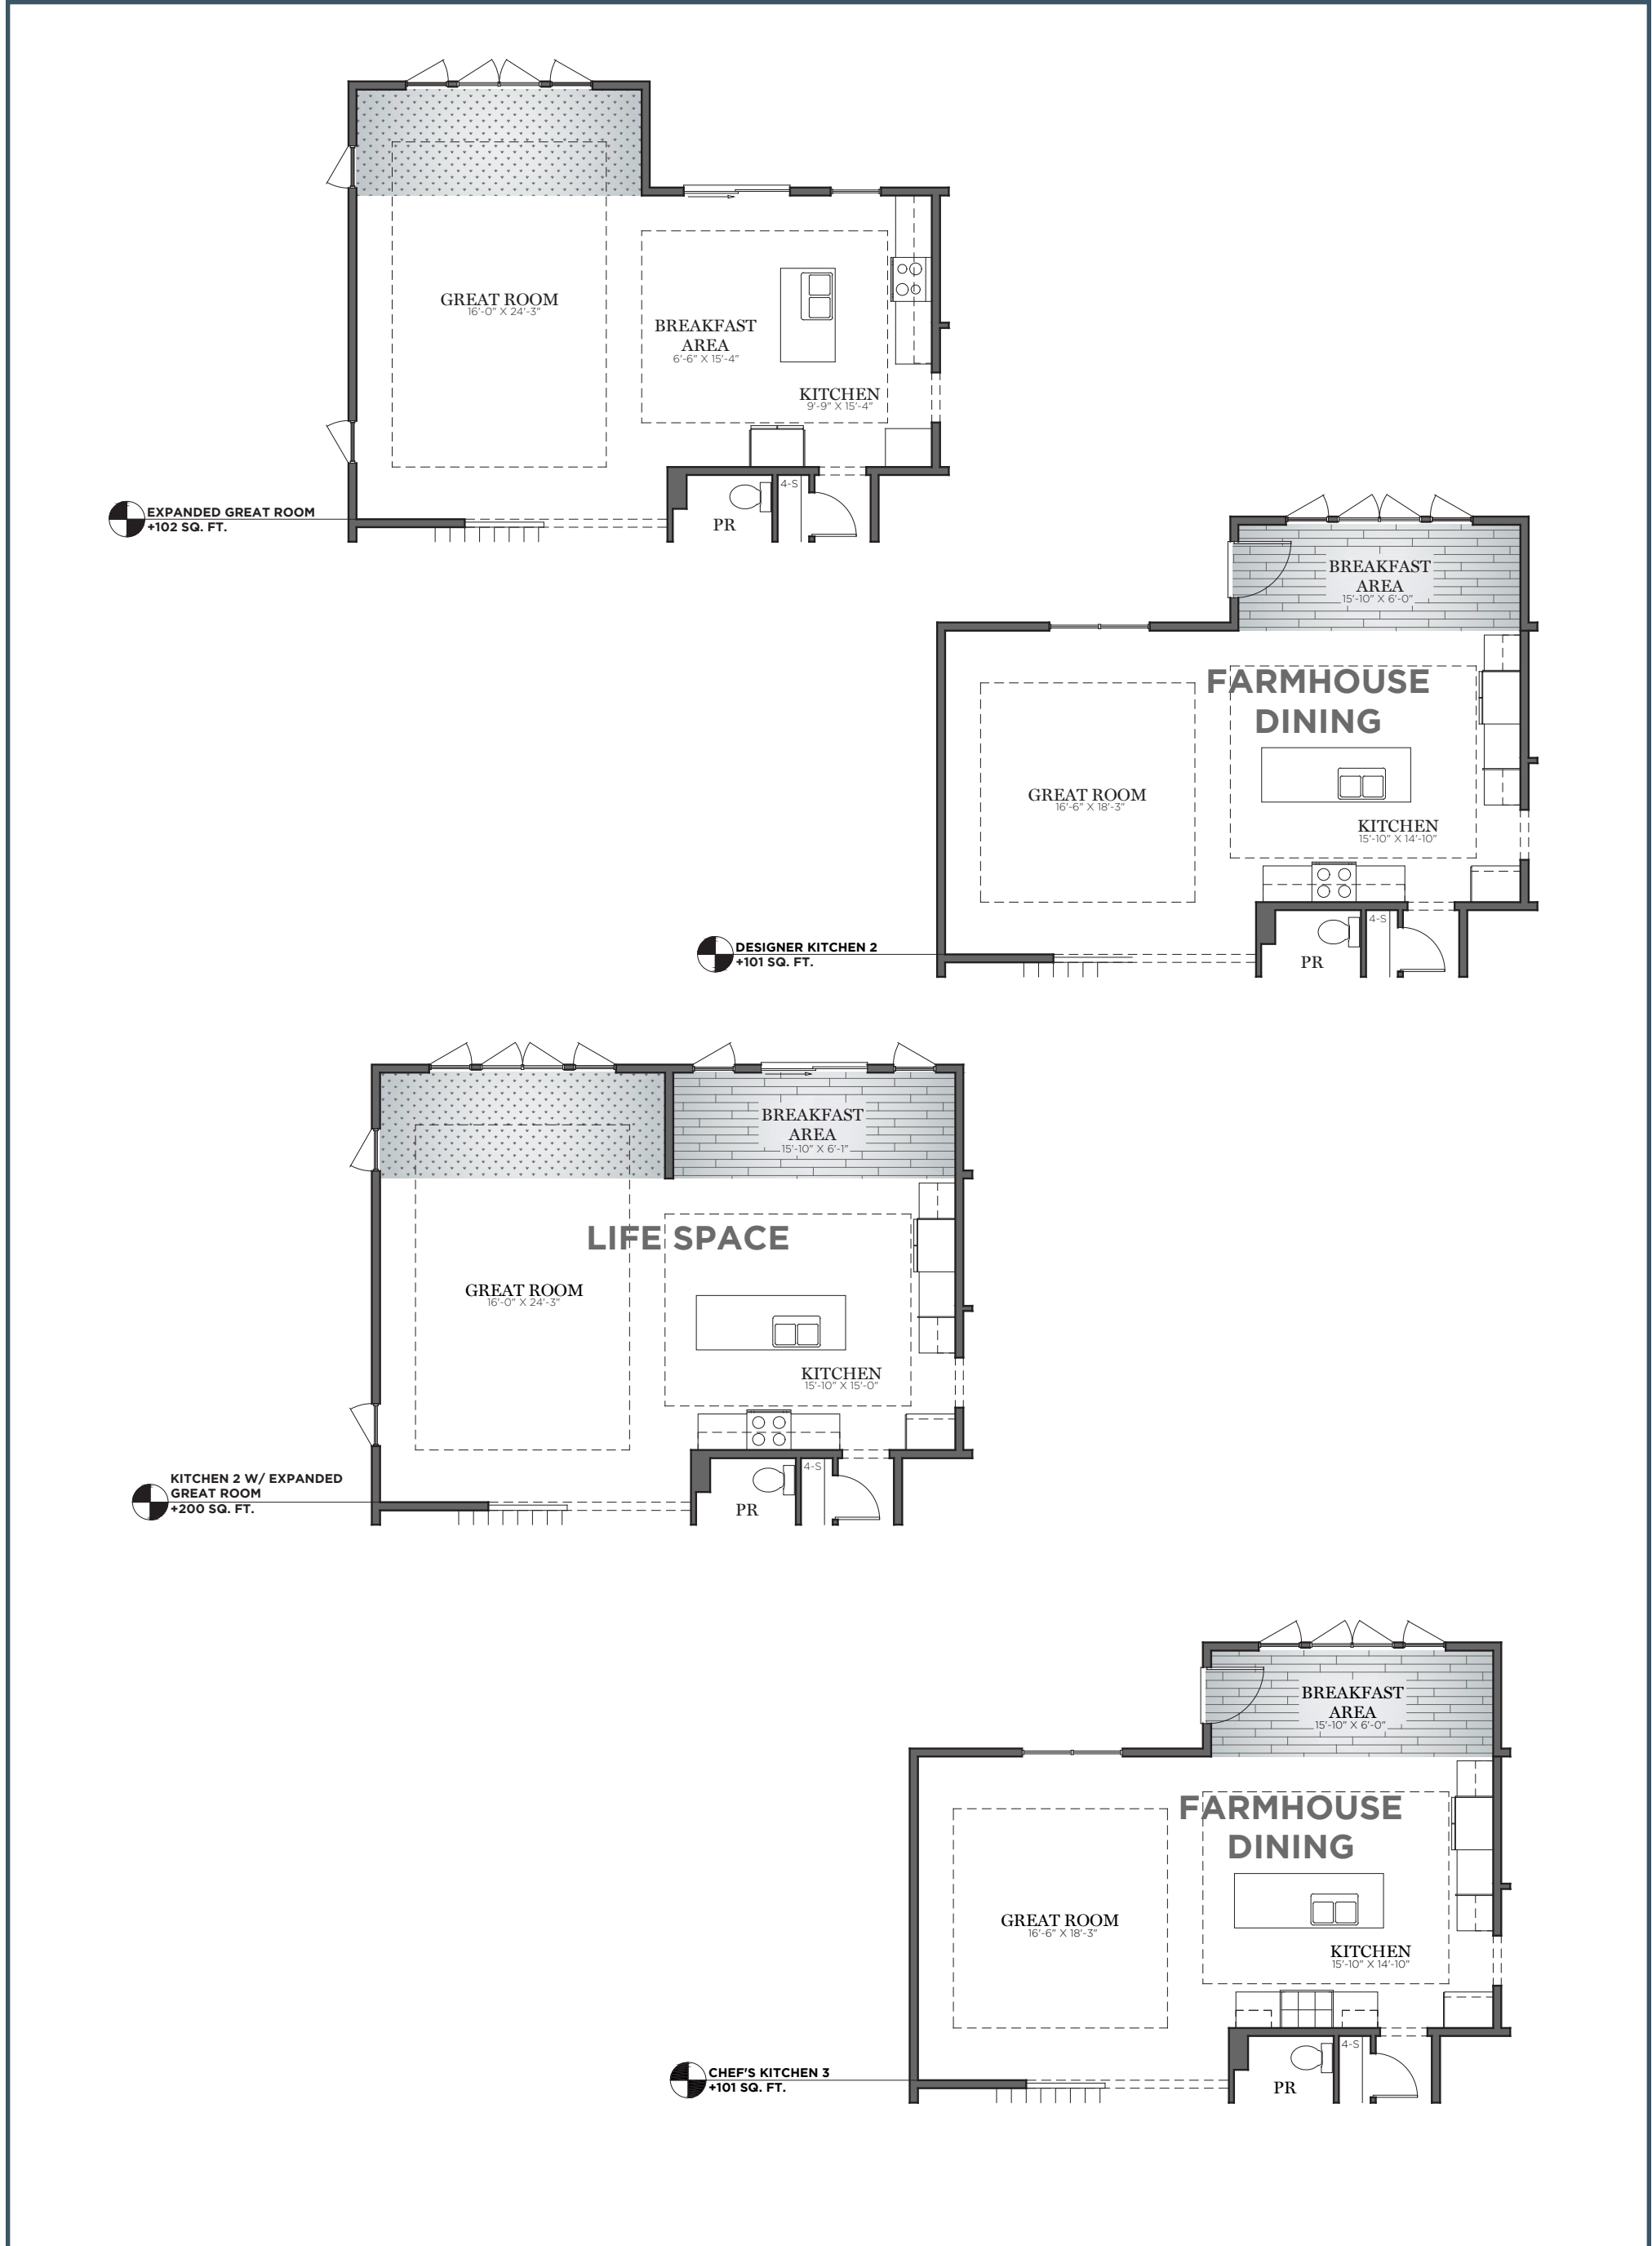 GREAT ROOM
16'-0" X 24'-3"
BREAKFAST
AREA
6'-6" X 15'-4"
KITCHEN
9'-9" X 15'-4"
4-S
PR
EXPANDED GREAT ROOM
+102 SQ. FT.
BREAKFAST
AREA
15'-10" X 6'-0"
FARMHOUSE
DINING
GREAT ROOM
16'-6" X 18'-3"
KITCHEN
15'-10" X 14'-10"
4-S
PR
DESIGNER KITCHEN 2
+101 SQ. FT.
BREAKFAST
AREA
15'-10" X 6'-1"
LIFE SPACE
GREAT ROOM
16'-0" X 24'-3"
KITCHEN
15'-10" X 15'-0"
4-S
PR
KITCHEN 2 W/ EXPANDED
GREAT ROOM
+200 SQ. FT.
BREAKFAST
AREA
15'-10" X 6'-0"
FARMHOUSE
DINING
GREAT ROOM
16'-6" X 18'-3"
KITCHEN
15'-10" X 14'-10"
4-S
PR
CHEF'S KITCHEN 3
+101 SQ. FT.